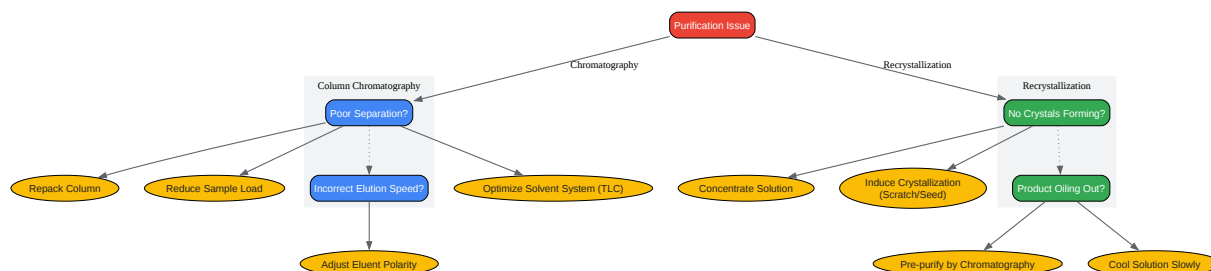 Purification Issue
Chromatography
Recrystallization
Column Chromatography
Recrystallization
Poor Separation?
No Crystals Forming?
Repack Column
Reduce Sample Load
Incorrect Elution Speed?
Optimize Solvent System (TLC)
Concentrate Solution
Induce Crystallization
(Scratch/Seed)
Product Oiling Out?
Adjust Eluent Polarity
Pre-purify by Chromatography
Cool Solution Slowly